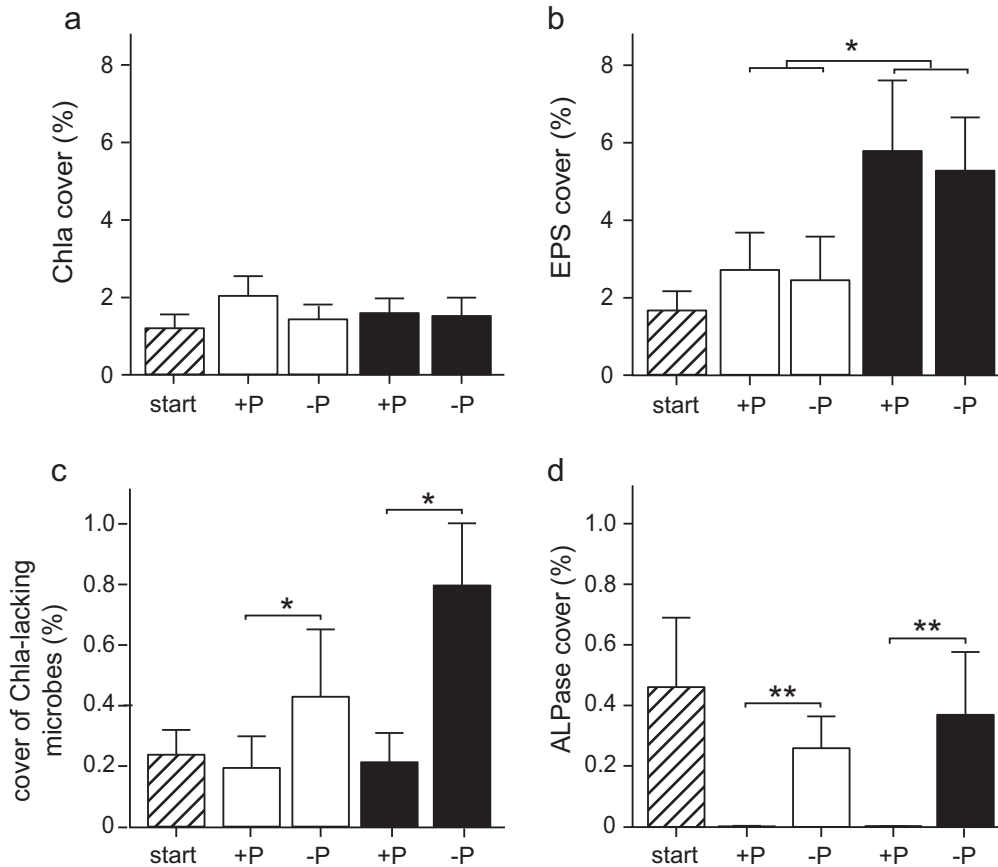 a
Chla cover (%)
8
6
4
2
0
start +P -P +P -P
b
EPS cover (%)
*
8
6
4
2
0
start +P -P +P -P
c
cover of Chla-lacking
microbes (%)
*
*
1.0
0.8
0.6
0.4
0.2
0
start +P -P +P -P
d
ALPase cover (%)
**
**
1.0
0.8
0.6
0.4
0.2
0
start +P -P +P -P